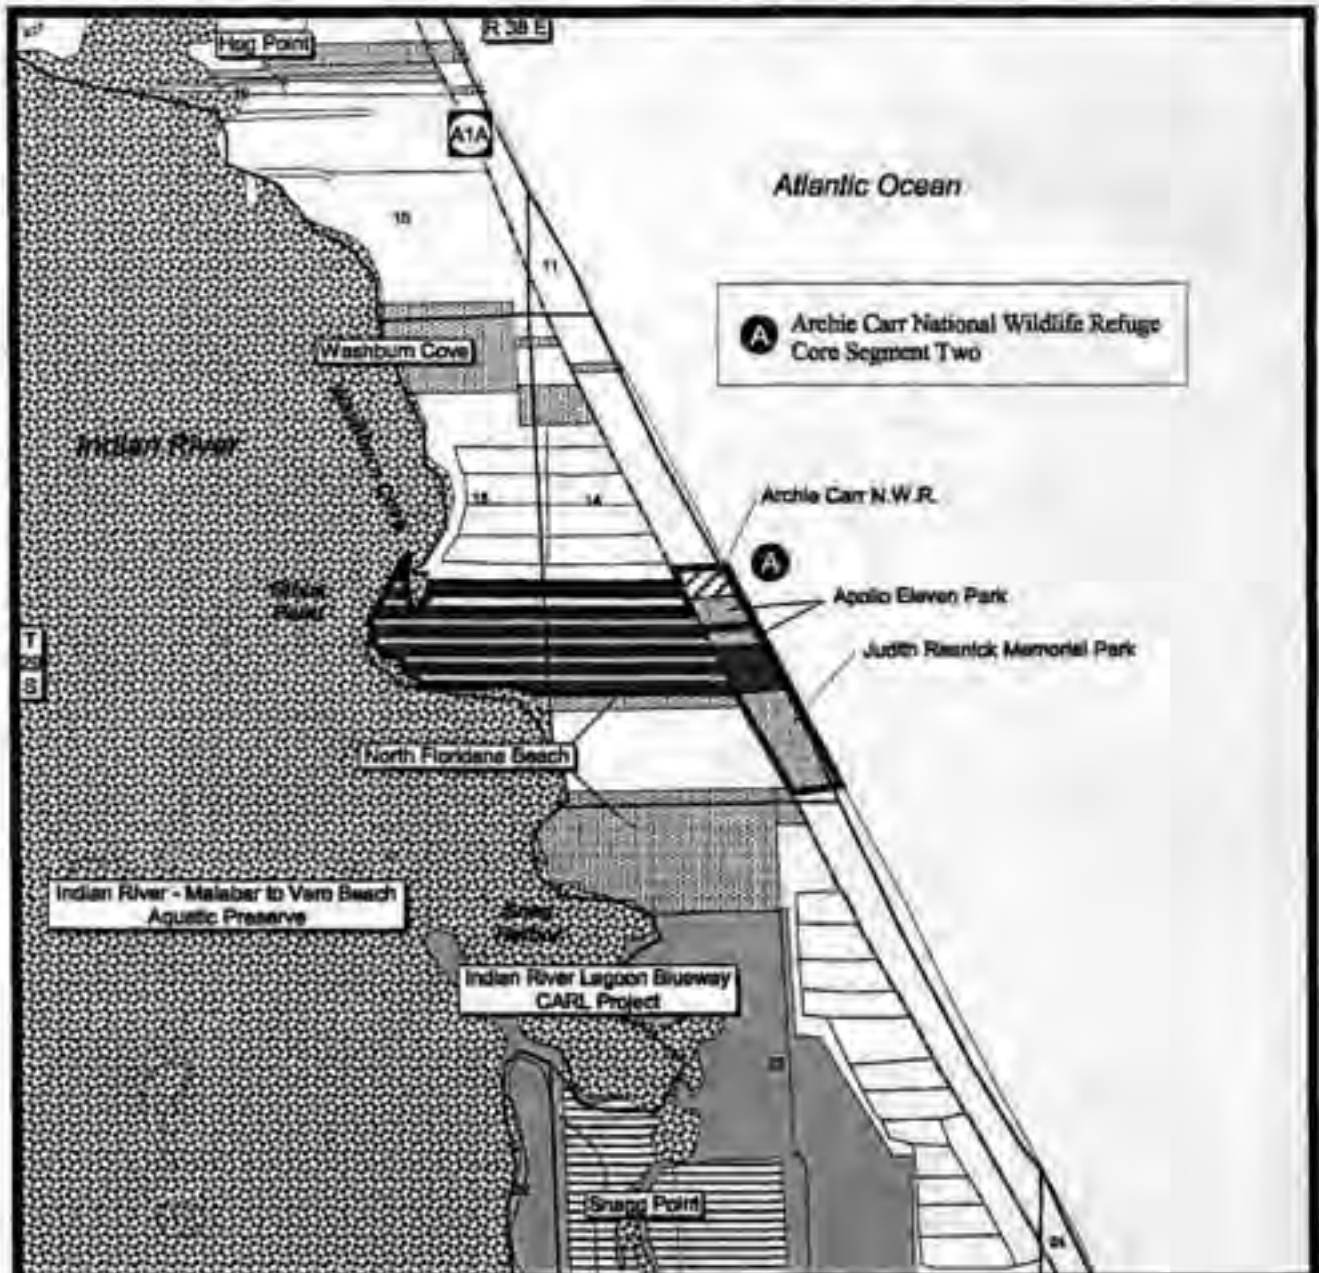 Hog Point
R 38 E
A1A
Atlantic Ocean
11
A Archie Carr National Wildlife Refuge
Core Segment Two
Washburn Cove
Indian River
Archie Carr N.W.R.
15
14
A
Apollo Eleven Park
Judith Resnick Memorial Park
T
29
S
North Floridana Beach
Indian River - Malabar to Vero Beach
Aquatic Preserve
Indian River Lagoon Blueway
CARL Project
Snagg Point